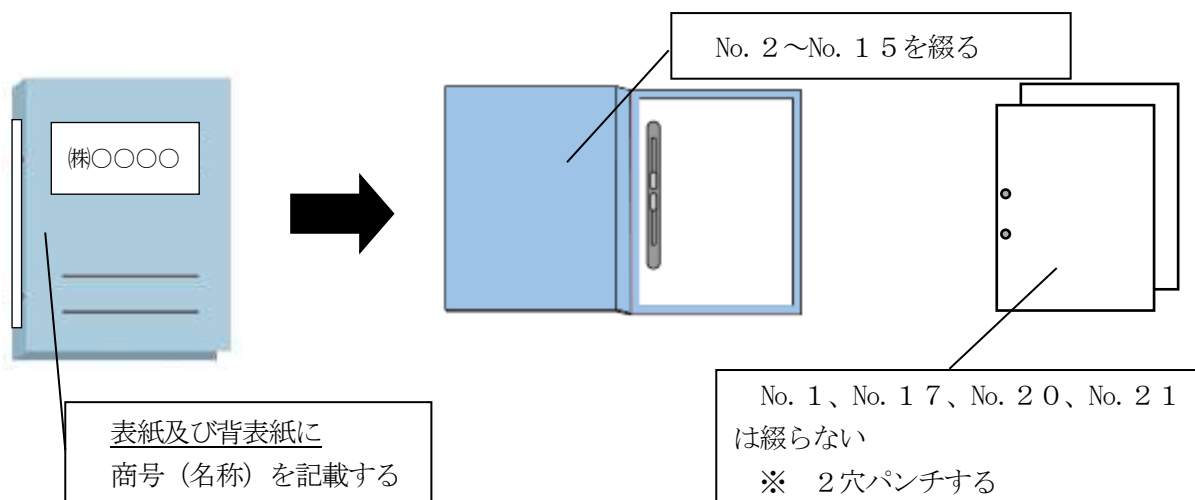 No.２～No.１５を綴る
㈱○○○○
表紙及び背表紙に
商号（名称）を記載する
No.１、No.１７、No.２０、No.２１
は綴らない
※　２穴パンチする